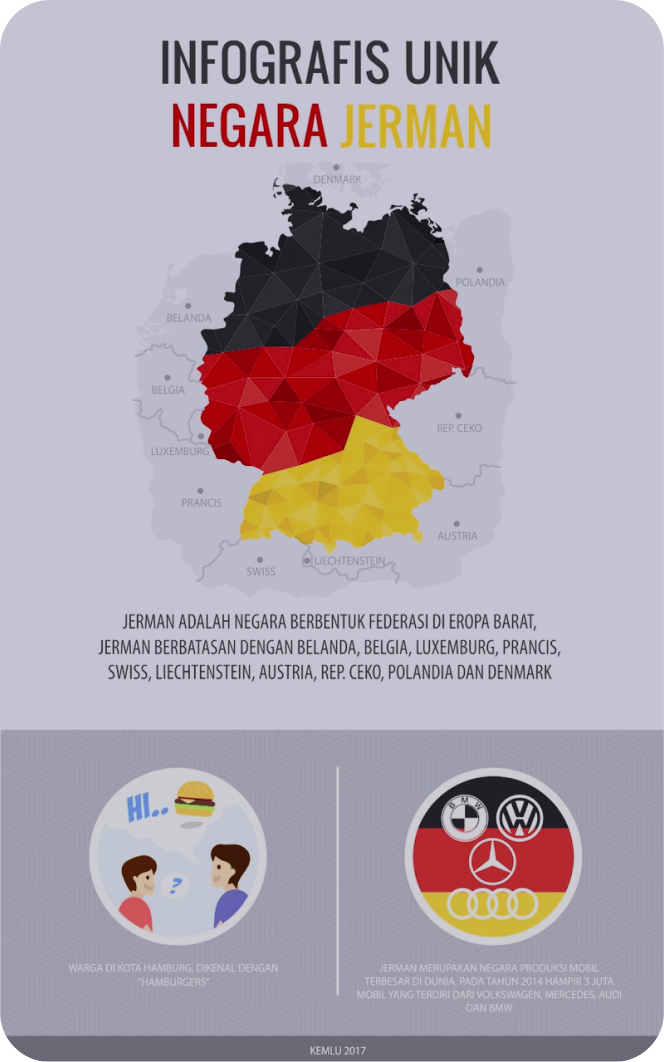 INFOGRAFIS UNIK
NEGARA JERMAN
DENMARK
POLANDIA
BELANDA
BELGIA
REP. CEKO
LUXEMBURG
PRANCIS
AUSTRIA
LIECHTENSTEIN
SWISS
JERMAN ADALAH NEGARA BERBENTUK FEDERASI DI EROPA BARAT,
JERMAN BERBATASAN DENGAN BELANDA, BELGIA, LUXEMBURG, PRANCIS,
SWISS, LIECHTENSTEIN, AUSTRIA, REP. CEKO, POLANDIA DAN DENMARK
HI..
?
BMW
VW
WARGA DI KOTA HAMBURG, DIKENAL DENGAN
"HAMBURGERS"
JERMAN MERUPAKAN NEGARA PRODUKSI MOBIL
TERBESAR DI DUNIA. PADA TAHUN 2014 HAMPIR 3 JUTA
MOBIL YANG TERDIRI DARI VOLKSWAGEN, MERCEDES, AUDI
DAN BMW
KEMLU 2017